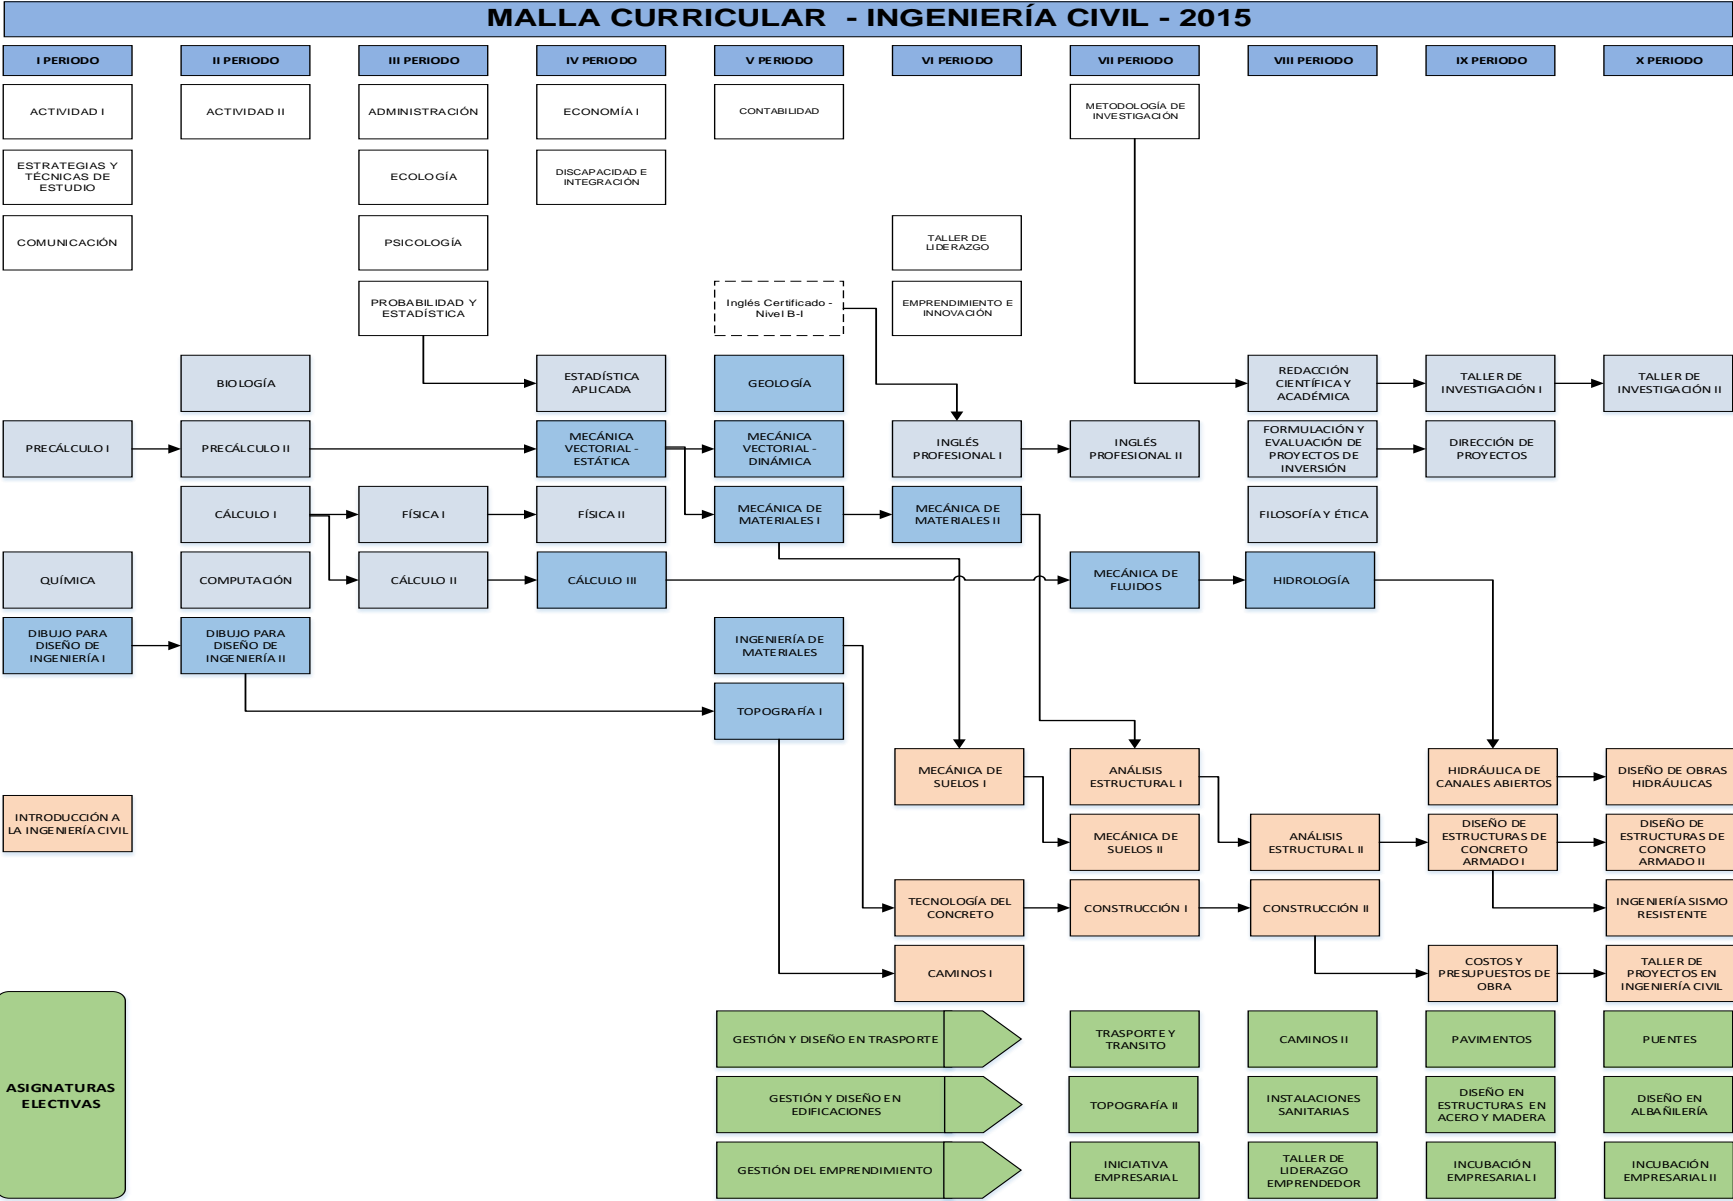 MALLA CURRICULAR - INGENIERÍA CIVIL - 2015
I PERIODO
II PERIODO
III PERIODO
IV PERIODO
V PERIODO
VI PERIODO
VII PERIODO
VIII PERIODO
IX PERIODO
X PERIODO
ACTIVIDAD I
ACTIVIDAD II
ADMINISTRACIÓN
ECONOMÍA I
CONTABILIDAD
METODOLOGÍA DE
INVESTIGACIÓN
ESTRATEGIAS Y
TÉCNICAS DE
ESTUDIO
ECOLOGÍA
DISCAPACIDAD E
INTEGRACIÓN
COMUNICACIÓN
PSICOLOGÍA
TALLER DE
LIDERAZGO
PROBABILIDAD Y
ESTADÍSTICA
Inglés Certificado -
Nivel B-I
EMPRENDIMIENTO E
INNOVACIÓN
BIOLOGÍA
ESTADÍSTICA
APLICADA
GEOLOGÍA
REDACCIÓN
CIENTÍFICA Y
ACADÉMICA
TALLER DE
INVESTIGACIÓN I
TALLER DE
INVESTIGACIÓN II
PRECÁLCULO I
PRECÁLCULO II
MECÁNICA
VECTORIAL -
ESTÁTICA
MECÁNICA
VECTORIAL -
DINÁMICA
INGLÉS
PROFESIONAL I
INGLÉS
PROFESIONAL II
FORMULACIÓN Y
EVALUACIÓN DE
PROYECTOS DE
INVERSIÓN
DIRECCIÓN DE
PROYECTOS
CÁLCULO I
FÍSICA I
FÍSICA II
MECÁNICA DE
MATERIALES I
MECÁNICA DE
MATERIALES II
FILOSOFÍA Y ÉTICA
QUÍMICA
COMPUTACIÓN
CÁLCULO II
CÁLCULO III
MECÁNICA DE
FLUIDOS
HIDROLOGÍA
DIBUJO PARA
DISEÑO DE
INGENIERÍA I
DIBUJO PARA
DISEÑO DE
INGENIERÍA II
INGENIERÍA DE
MATERIALES
TOPOGRAFÍA I
MECÁNICA DE
SUELOS I
ANÁLISIS
ESTRUCTURAL I
HIDRÁULICA DE
CANALES ABIERTOS
DISEÑO DE OBRAS
HIDRÁULICAS
INTRODUCCIÓN A
LA INGENIERÍA CIVIL
MECÁNICA DE
SUELOS II
ANÁLISIS
ESTRUCTURAL II
DISEÑO DE
ESTRUCTURAS DE
CONCRETO
ARMADO I
DISEÑO DE
ESTRUCTURAS DE
CONCRETO
ARMADO II
TECNOLOGÍA DEL
CONCRETO
CONSTRUCCIÓN I
CONSTRUCCIÓN II
INGENIERÍA SISMO
RESISTENTE
CAMINOS I
COSTOS Y
PRESUPUESTOS DE
OBRA
TALLER DE
PROYECTOS EN
INGENIERÍA CIVIL
ASIGNATURAS
ELECTIVAS
GESTIÓN Y DISEÑO EN TRASPORTE
TRASPORTE Y
TRANSITO
CAMINOS II
PAVIMENTOS
PUENTES
GESTIÓN Y DISEÑO EN
EDIFICACIONES
TOPOGRAFÍA II
INSTALACIONES
SANITARIAS
DISEÑO EN
ESTRUCTURAS EN
ACERO Y MADERA
DISEÑO EN
ALBAÑILERÍA
GESTIÓN DEL EMPRENDIMIENTO
INICIATIVA
EMPRESARIAL
TALLER DE
LIDERAZGO
EMPRENDEDOR
INCUBACIÓN
EMPRESARIAL I
INCUBACIÓN
EMPRESARIAL II